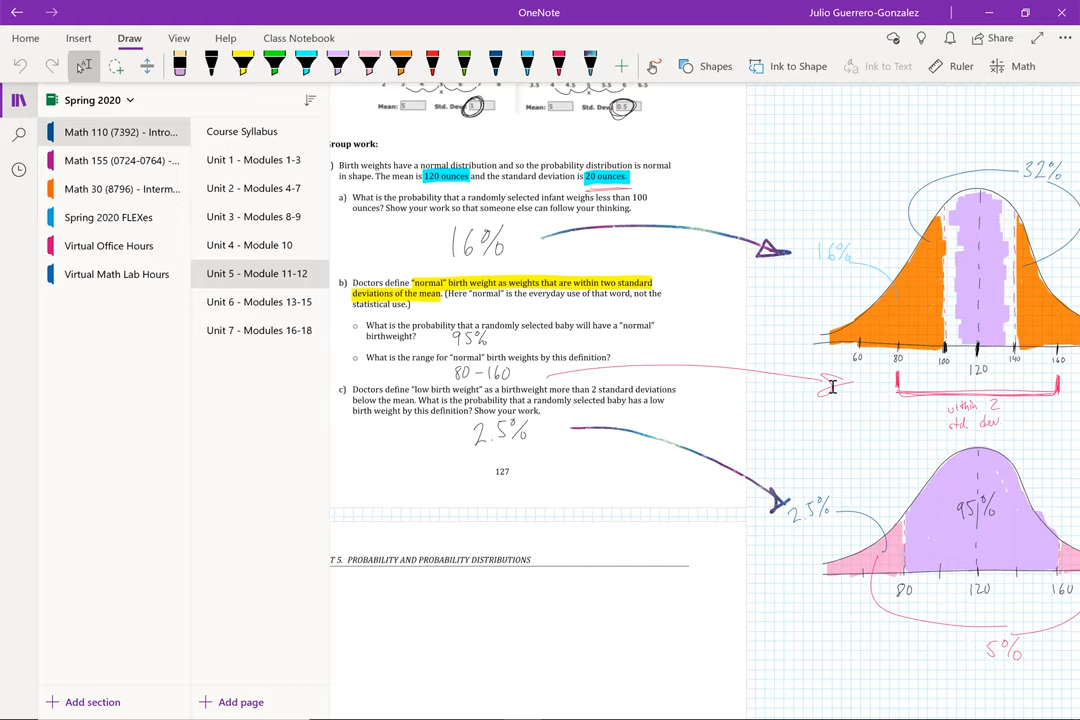 OneNote
Julio Guerrero-Gonzalez
Home
Insert
Draw
View
Help
Class Notebook
Share
Shapes
Ink to Shape
Ink to Text
Ruler
Math
Spring 2020
Math 110 (7392) - Intro...
Math 155 (0724-0764) -...
Math 30 (8796) - Interm...
Spring 2020 FLEXes
Virtual Office Hours
Virtual Math Lab Hours
Add section
Course Syllabus
Unit 1 - Modules 1-3
Unit 2 - Modules 4-7
Unit 3 - Modules 8-9
Unit 4 - Module 10
Unit 5 - Module 11-12
Unit 6 - Modules 13-15
Unit 7 - Modules 16-18
Add page
Mean: 5 Std. Dev
Mean: 5 Std. Dev 0.5
roup work:
) Birth weights have a normal distribution and so the probability distribution is normal
in shape. The mean is 120 ounces and the standard deviation is 20 ounces.
a) What is the probability that a randomly selected infant weighs less than 100
ounces? Show your work so that someone else can follow your thinking.
16%
b) Doctors define "normal" birth weight as weights that are within two standard
deviations of the mean. (Here "normal" is the everyday use of that word, not the
statistical use.)
o What is the probability that a randomly selected baby will have a "normal"
birthweight? 95%
o What is the range for "normal" birth weights by this definition?
80 - 160
c) Doctors define "low birth weight" as a birthweight more than 2 standard deviations
below the mean. What is the probability that a randomly selected baby has a low
birth weight by this definition? Show your work.
2.5%
127
T 5. PROBABILITY AND PROBABILITY DISTRIBUTIONS
32%
16%
60 80 100 120 140 160
within 2
std. dev.
2.5%
95%
80 120 160
5%